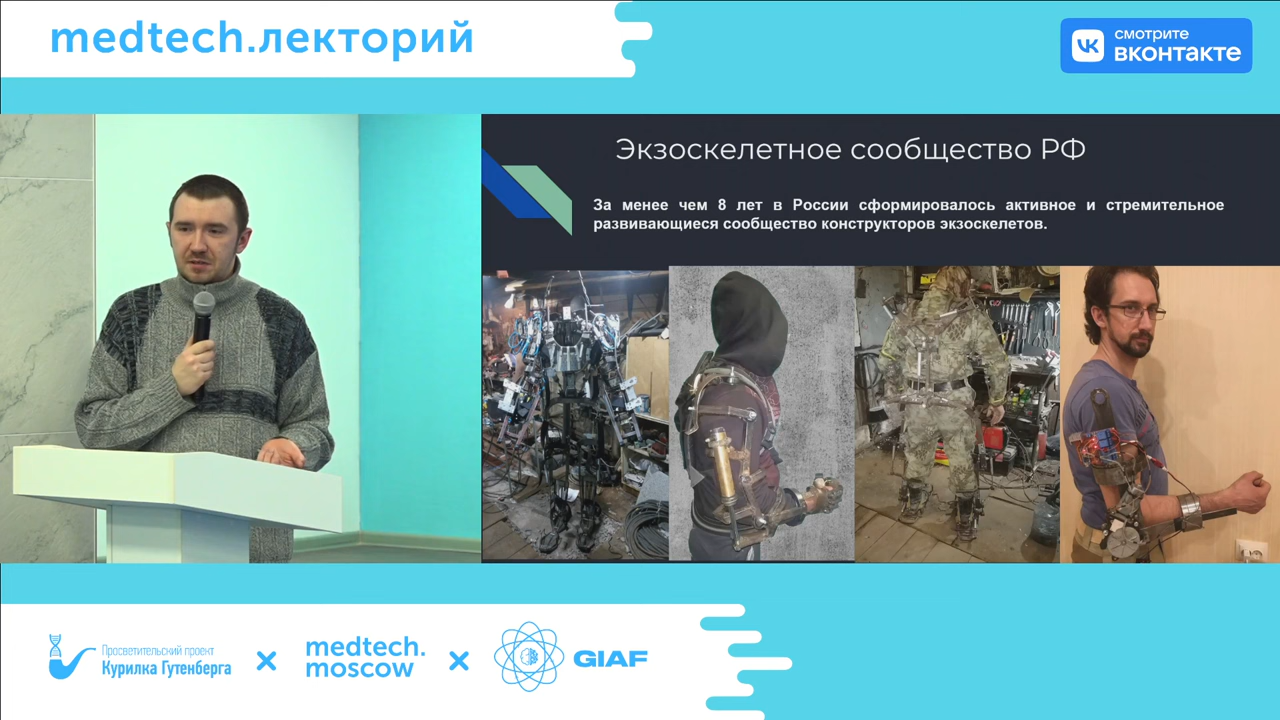 medtech.лекторий
смотрите
вконтакте
Экзоскелетное сообщество РФ
За менее чем 8 лет в России сформировалось активное и стремительное
развивающиеся сообщество конструкторов экзоскелетов.
Просветительский проект
Курилка Гутенберга
medtech.
moscow
GIAF